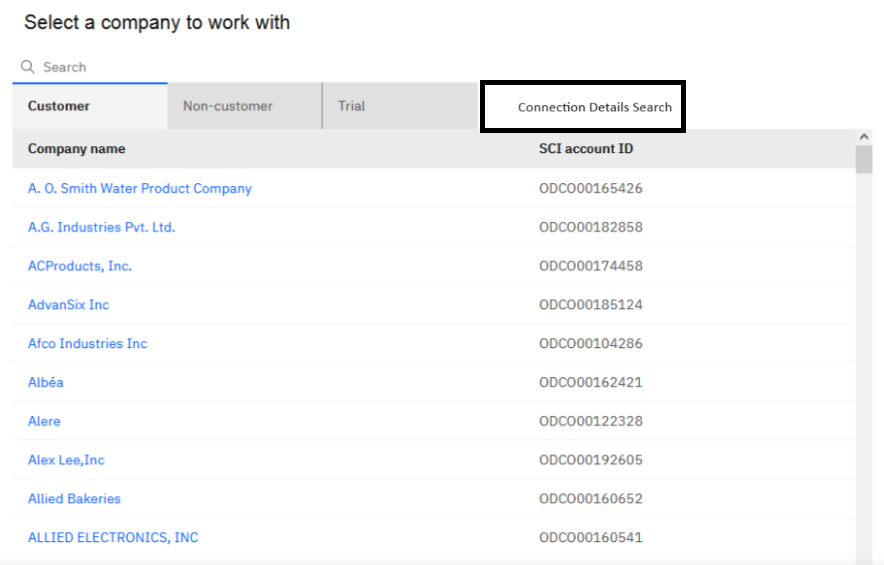 Select a company to work with
Search
Customer Non-customer Trial Connection Details Search
Company name SCI account ID
A. O. Smith Water Product Company ODCO00165426
A.G. Industries Pvt. Ltd. ODCO00182858
ACProducts, Inc. ODCO00174458
AdvanSix Inc ODCO00185124
Afco Industries Inc ODCO00104286
Albéa ODCO00162421
Alere ODCO00122328
Alex Lee,Inc ODCO00192605
Allied Bakeries ODCO00160652
ALLIED ELECTRONICS, INC ODCO00160541